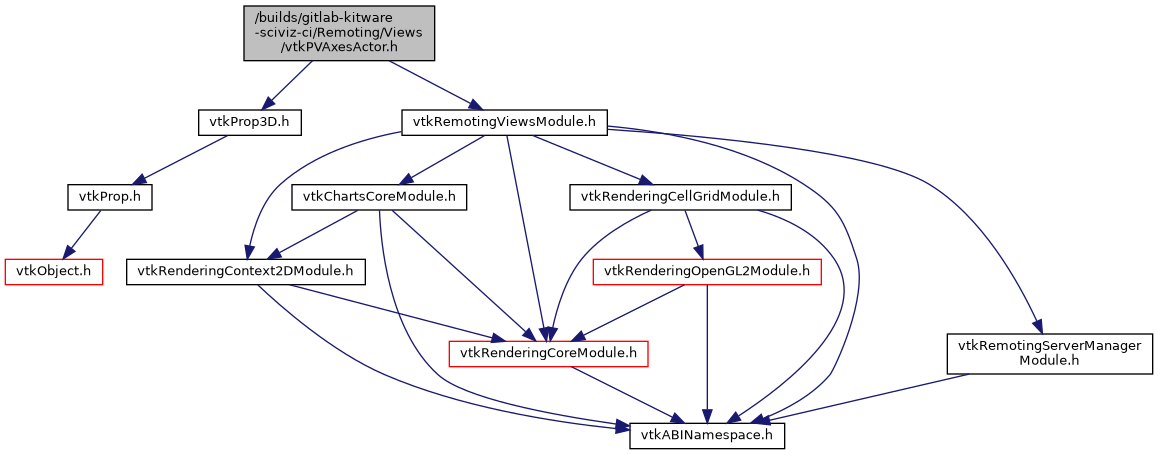 /builds/gitlab-kitware
-sciviz-ci/Remoting/Views
/vtkPVAxesActor.h
vtkProp3D.h
vtkRemotingViewsModule.h
vtkProp.h
vtkChartsCoreModule.h
vtkRenderingCellGridModule.h
vtkObject.h
vtkRenderingContext2DModule.h
vtkRenderingOpenGL2Module.h
vtkRenderingCoreModule.h
vtkRemotingServerManager
Module.h
vtkABINamespace.h